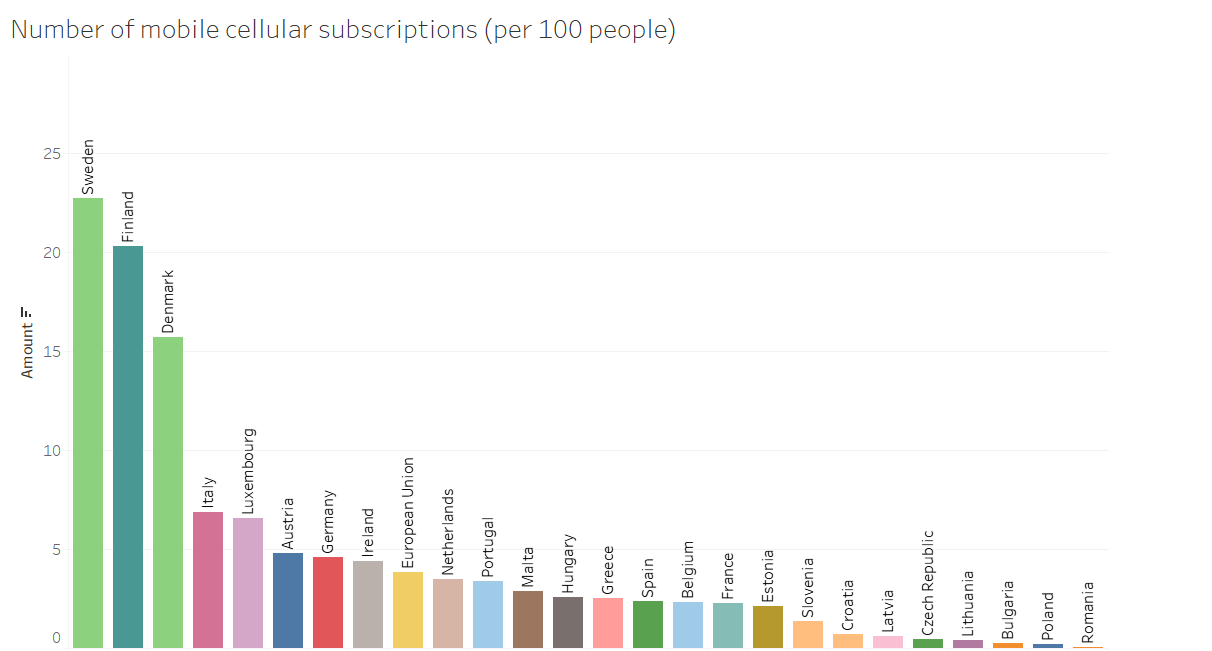 Number of mobile cellular subscriptions (per 100 people)
Amount
25
20
15
10
5
0
Sweden
Finland
Denmark
Italy
Luxembourg
Austria
Germany
Ireland
European Union
Netherlands
Portugal
Malta
Hungary
Greece
Spain
Belgium
France
Estonia
Slovenia
Croatia
Latvia
Czech Republic
Lithuania
Bulgaria
Poland
Romania